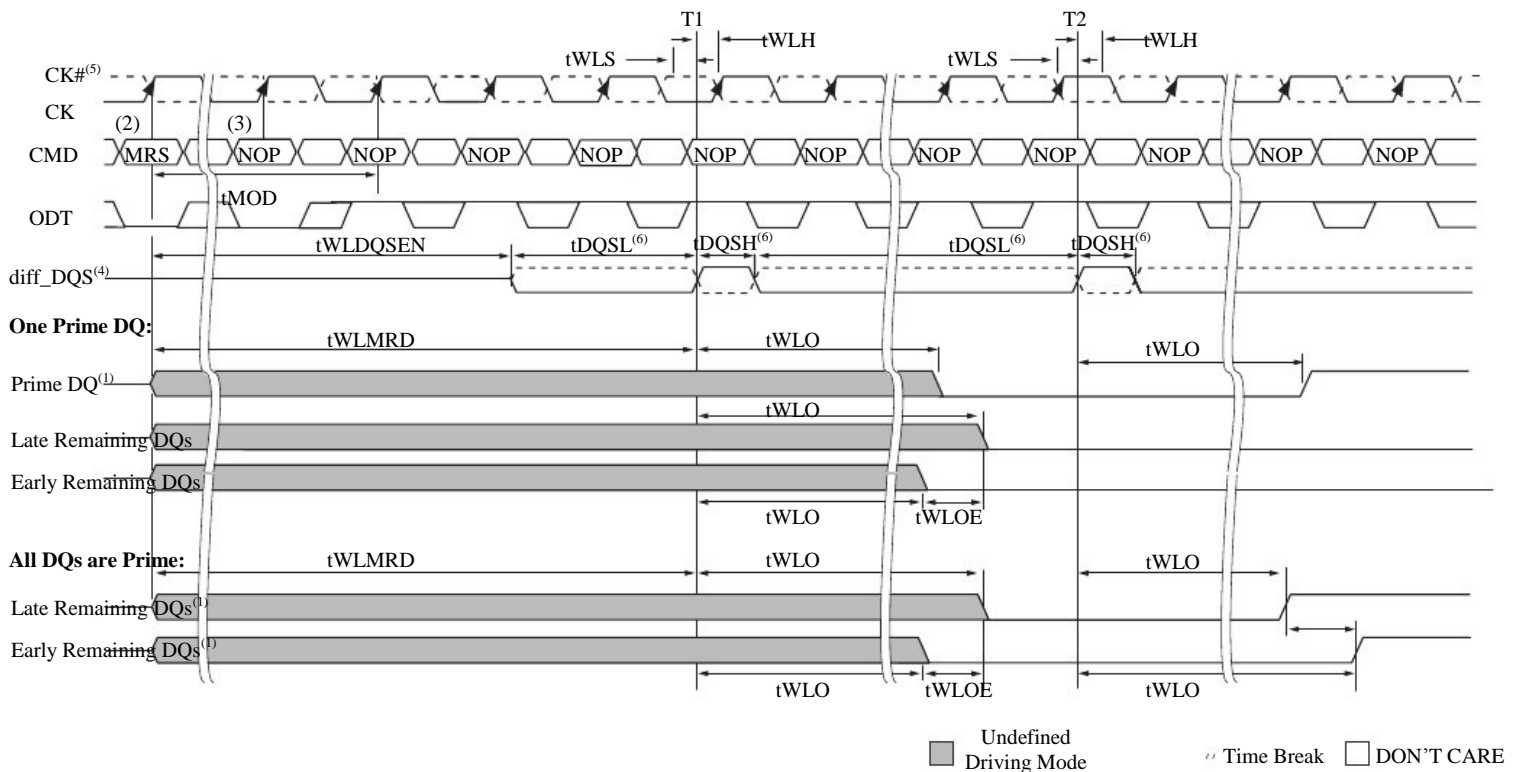 T1 T2
tWLH tWLH
tWLS tWLS
CK#(5)
CK
(2) (3)
CMD MRS NOP NOP NOP NOP NOP NOP NOP NOP NOP NOP NOP
tMOD
ODT
tWLDQSEN tDQSL(6) tDQSH(6) tDQSL(6) tDQSH(6)
diff_DQS(4)
One Prime DQ:
tWLMRD tWLO tWLO
Prime DQ(1)
tWLO
Late Remaining DQs
Early Remaining DQs
tWLO tWLOE
All DQs are Prime:
tWLMRD tWLO tWLO
Late Remaining DQs(1)
Early Remaining DQs(1)
tWLO tWLOE tWLO
Undefined
Driving Mode
Time Break
DON'T CARE